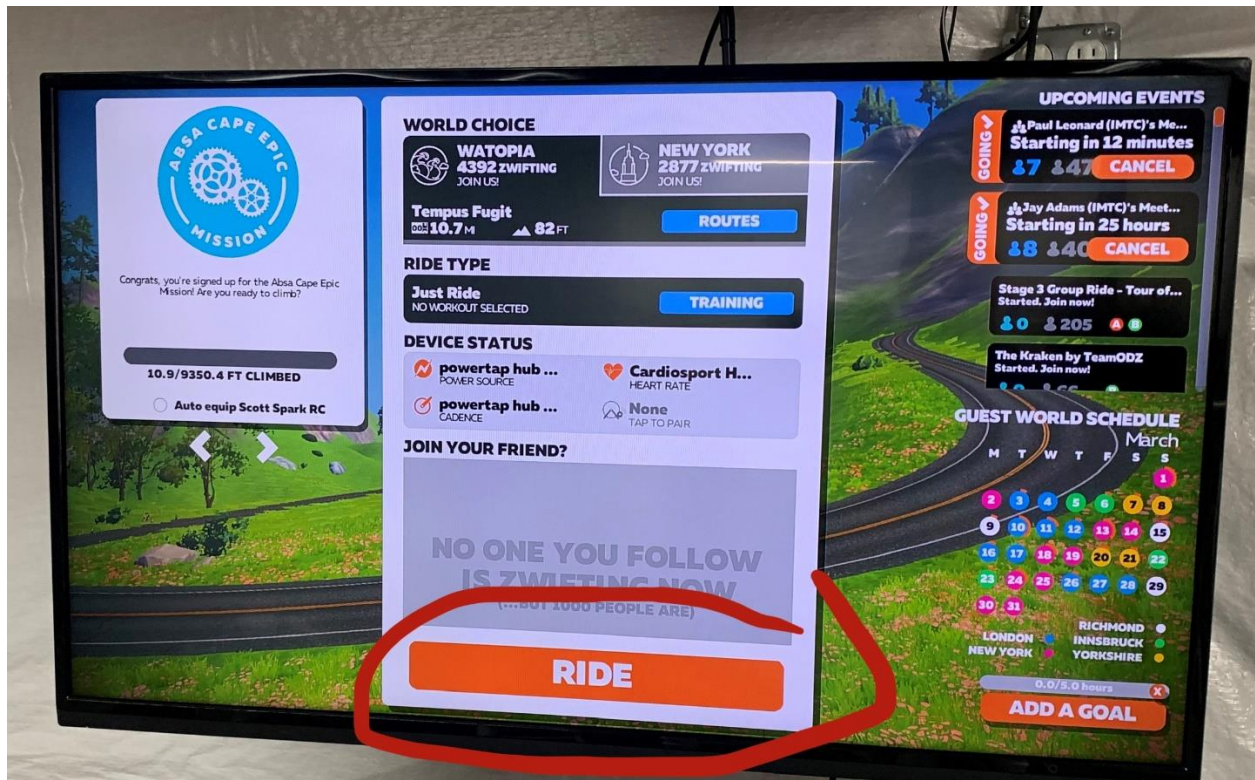 ABSA CAPE EPIC
MISSION
Congrats, you're signed up for the Absa Cape Epic
Mission! Are you ready to climb?
10.9/9350.4 FT CLIMBED
Auto equip Scott Spark RC
WORLD CHOICE
WATOPIA
4392 ZWIFTING
JOIN US!
NEW YORK
2877 ZWIFTING
JOIN US!
Tempus Fugit
10.7 MI
82 FT
ROUTES
RIDE TYPE
Just Ride
NO WORKOUT SELECTED
TRAINING
DEVICE STATUS
powertap hub ...
POWER SOURCE
Cardiosport H...
HEART RATE
powertap hub ...
CADENCE
None
TAP TO PAIR
JOIN YOUR FRIEND?
NO ONE YOU FOLLOW
IS ZWIFTING NOW
(...BUT 1000 PEOPLE ARE)
RIDE
UPCOMING EVENTS
GOING
Paul Leonard (IMTC)'s Me...
Starting in 12 minutes
7 47 CANCEL
GOING
Jay Adams (IMTC)'s Meet...
Starting in 25 hours
8 40 CANCEL
Stage 3 Group Ride - Tour of...
Started. Join now!
0 205 A B
The Kraken by TeamODZ
Started. Join now!
GUEST WORLD SCHEDULE
March
M T W T F S S
1
2 3 4 5 6 7 8
9 10 11 12 13 14 15
16 17 18 19 20 21 22
23 24 25 26 27 28 29
30 31
LONDON
NEW YORK
RICHMOND
INNSBRUCK
YORKSHIRE
0.0/5.0 hours X
ADD A GOAL